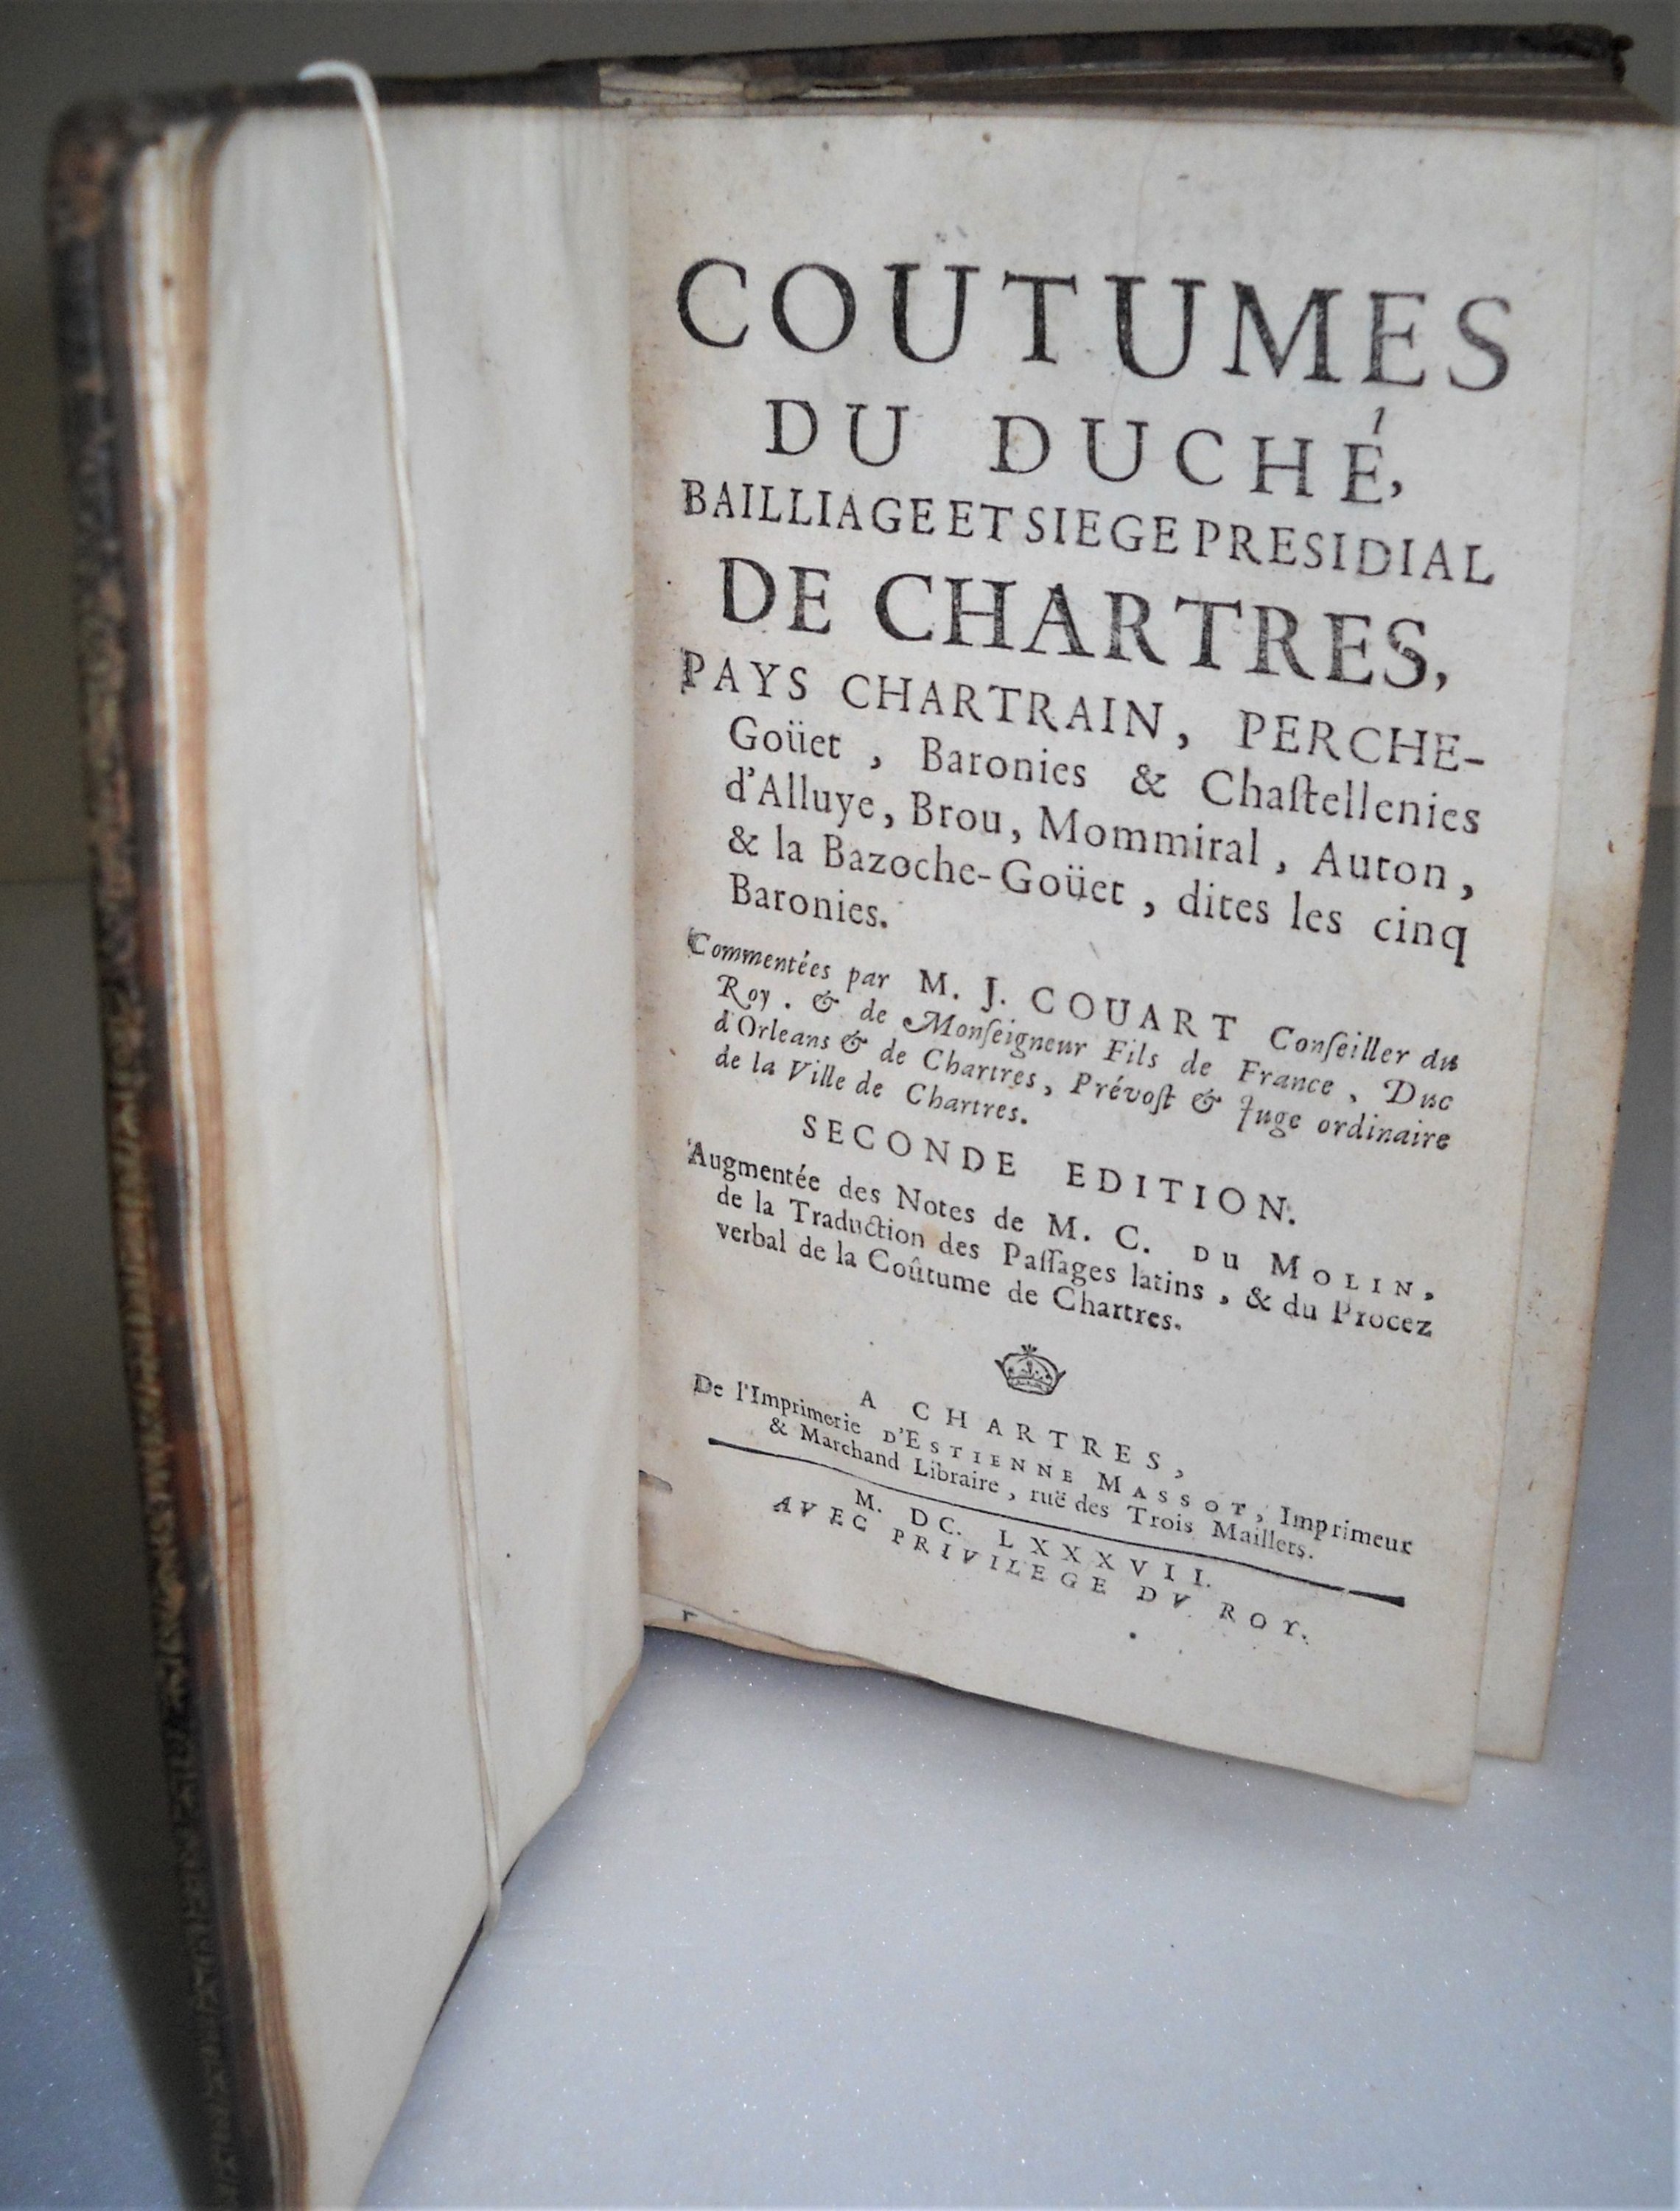 COUTUMES
DU DUCHÉ,
BAILLIAGE ET SIEGE PRESIDIAL
DE CHARTRES,
PAYS CHARTRAIN, PERCHE-
Goüet, Baronies & Chaſtellenies
d'Alluye, Brou, Mommiral, Auton,
& la Bazoche-Goüet, dites les cinq
Baronies.
Commentées par M. J. COUART Conſeiller du
Roy. & de Monſeigneur Fils de France, Duc
d'Orleans & de Chartres, Prévoſt & Juge ordinaire
de la Ville de Chartres.
SECONDE EDITION.
Augmentée des Notes de M. C. DU MOLIN,
de la Traduction des Paſſages latins, & du Procez
verbal de la Coûtume de Chartres.
A CHARTRES,
De l'Imprimerie D'ESTIENNE MASSOT, Imprimeur
& Marchand Libraire, ruë des Trois Maillets.
M. DC. LXXXVII.
AVEC PRIVILEGE DV ROY.